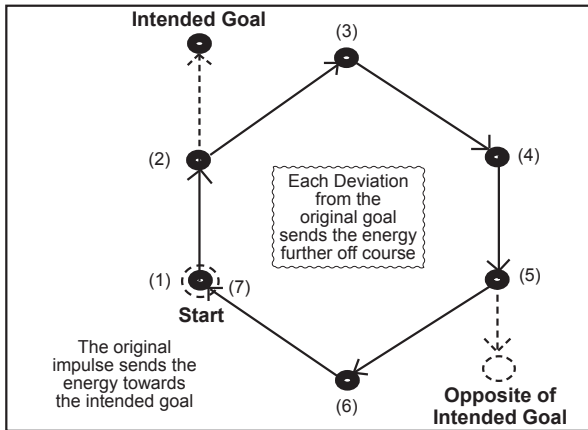 Intended Goal
(3)
(2)
(4)
Each Deviation
from the
original goal
sends the energy
further off course
(1)
(7)
(5)
Start
The original
impulse sends the
energy towards
the intended goal
(6)
Opposite of
Intended Goal